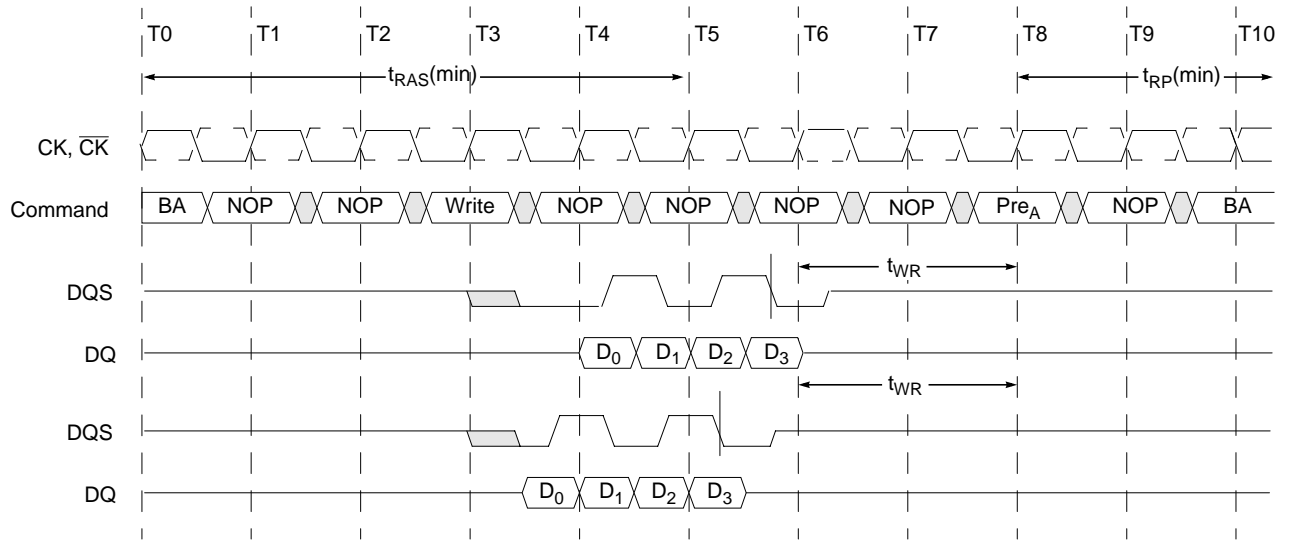 T0 T1 T2 T3 T4 T5 T6 T7 T8 T9 T10
tRAS(min) tRP(min)
CK, C̅K̅
Command BA NOP NOP Write NOP NOP NOP NOP PreA NOP BA
tWR
DQS
DQ D0 D1 D2 D3
tWR
DQS
DQ D0 D1 D2 D3